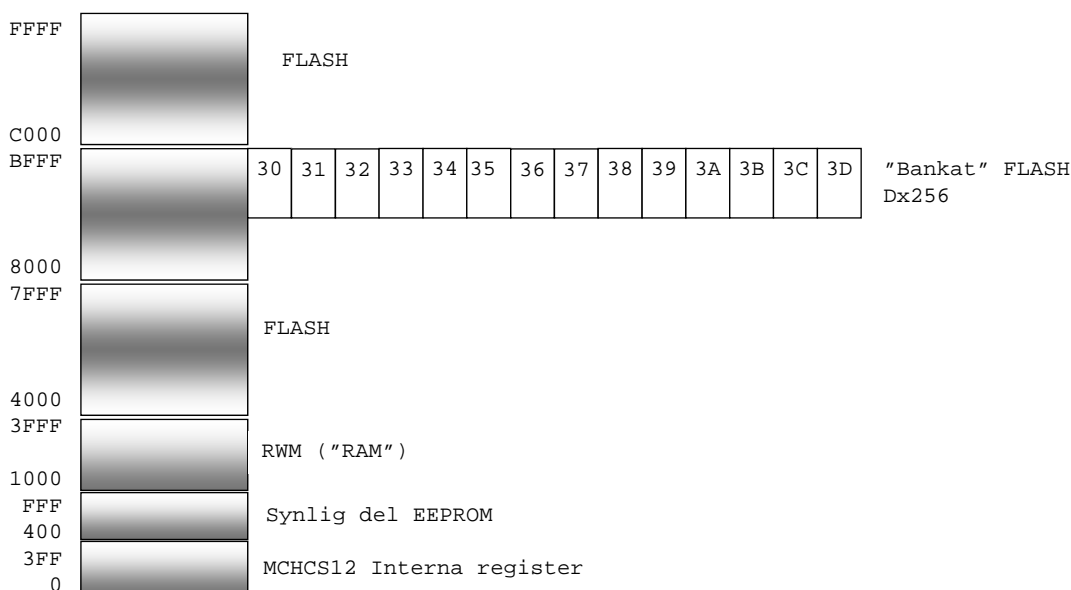 FFFF
FLASH
C000
BFFF
30 31 32 33 34 35 36 37 38 39 3A 3B 3C 3D
"Bankat" FLASH
Dx256
8000
7FFF
FLASH
4000
3FFF
RWM ("RAM")
1000
FFF
Synlig del EEPROM
400
3FF
MCHCS12 Interna register
0